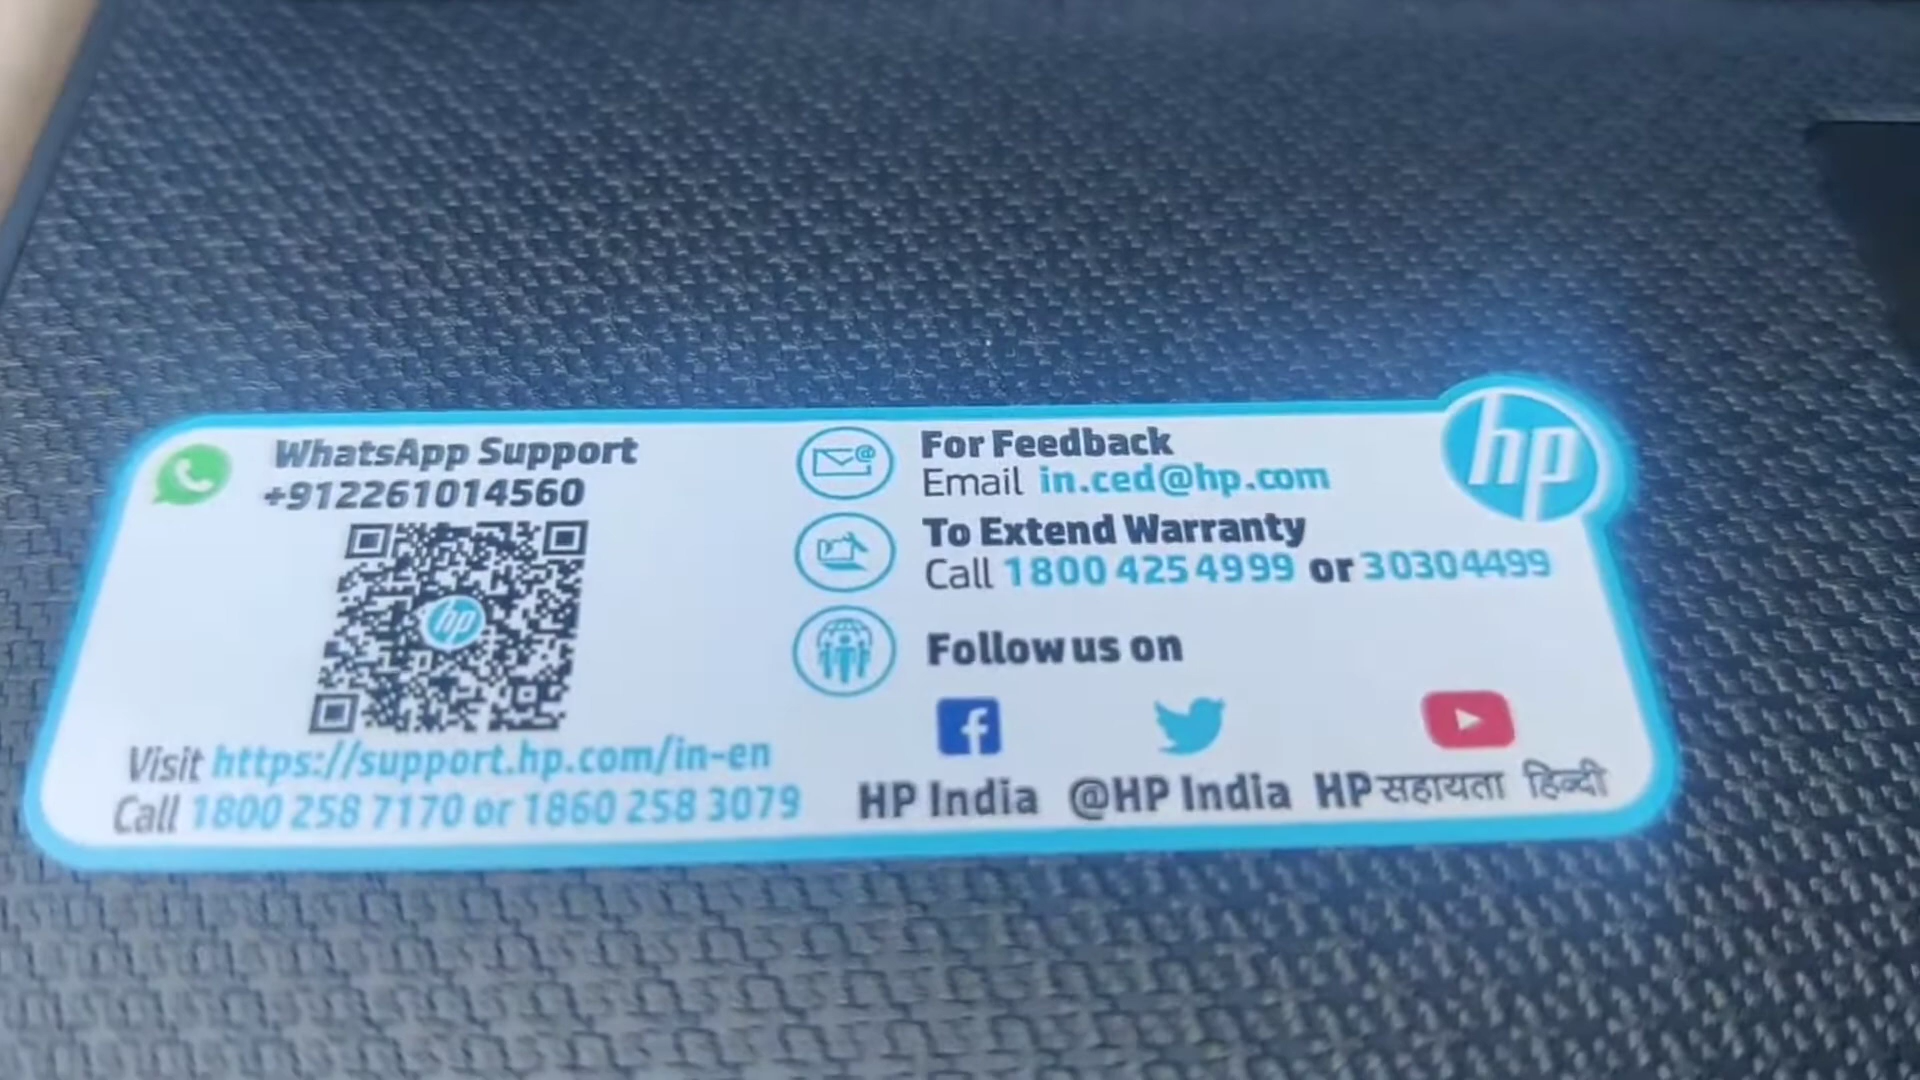 WhatsApp Support
+912261014560
hp
Visit https://support.hp.com/in-en
Call 1800 258 7170 or 1860 258 3079
For Feedback
Email in.ced@hp.com
To Extend Warranty
Call 1800 425 4999 or 30304499
Follow us on
HP India @HP India HP सहायता हिन्दी
hp